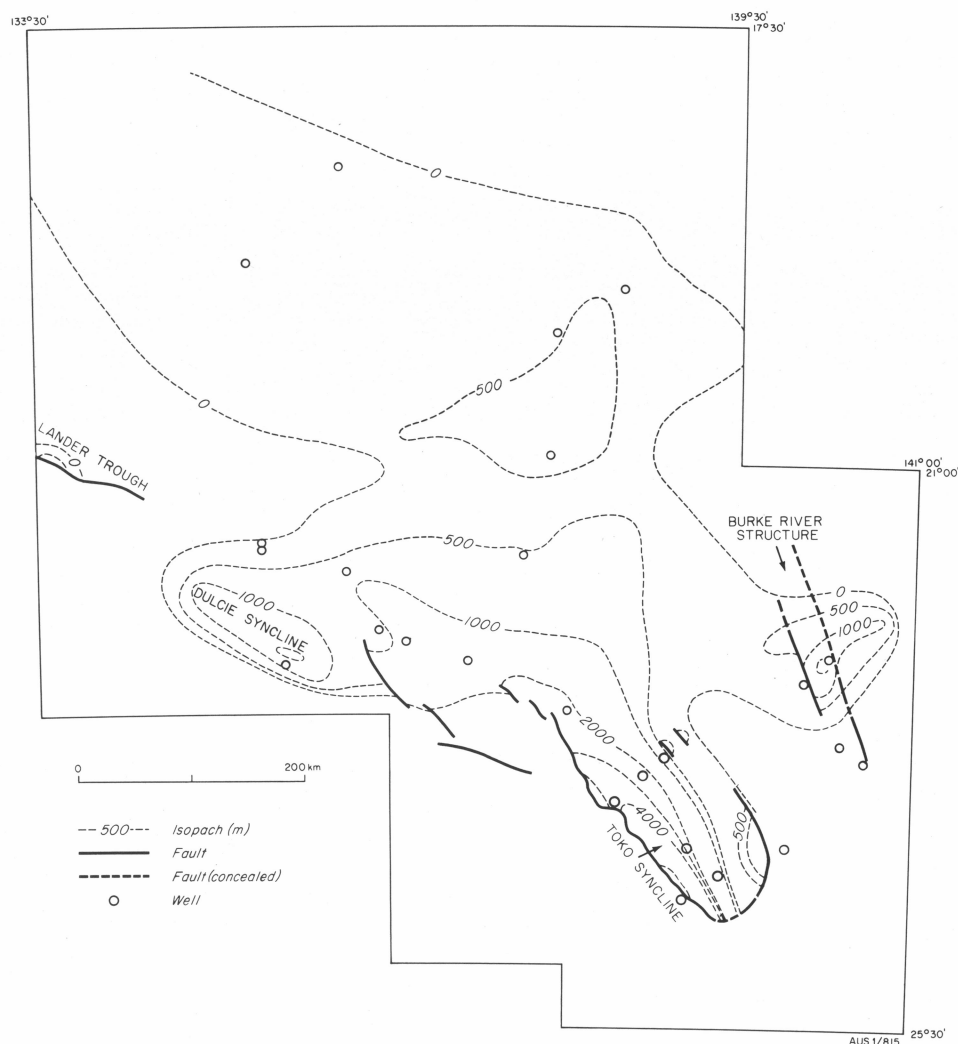 133°30'
139°30'
17°30'
0
500
0
LANDER TROUGH
0
141°00'
21°00'
BURKE RIVER
STRUCTURE
500
0
500
1000
1000
DULCIE SYNCLINE
1000
2000
4000
500
TOKO SYNCLINE
0
200 km
500
Isopach (m)
Fault
Fault (concealed)
Well
25°30'
AUS 1/815